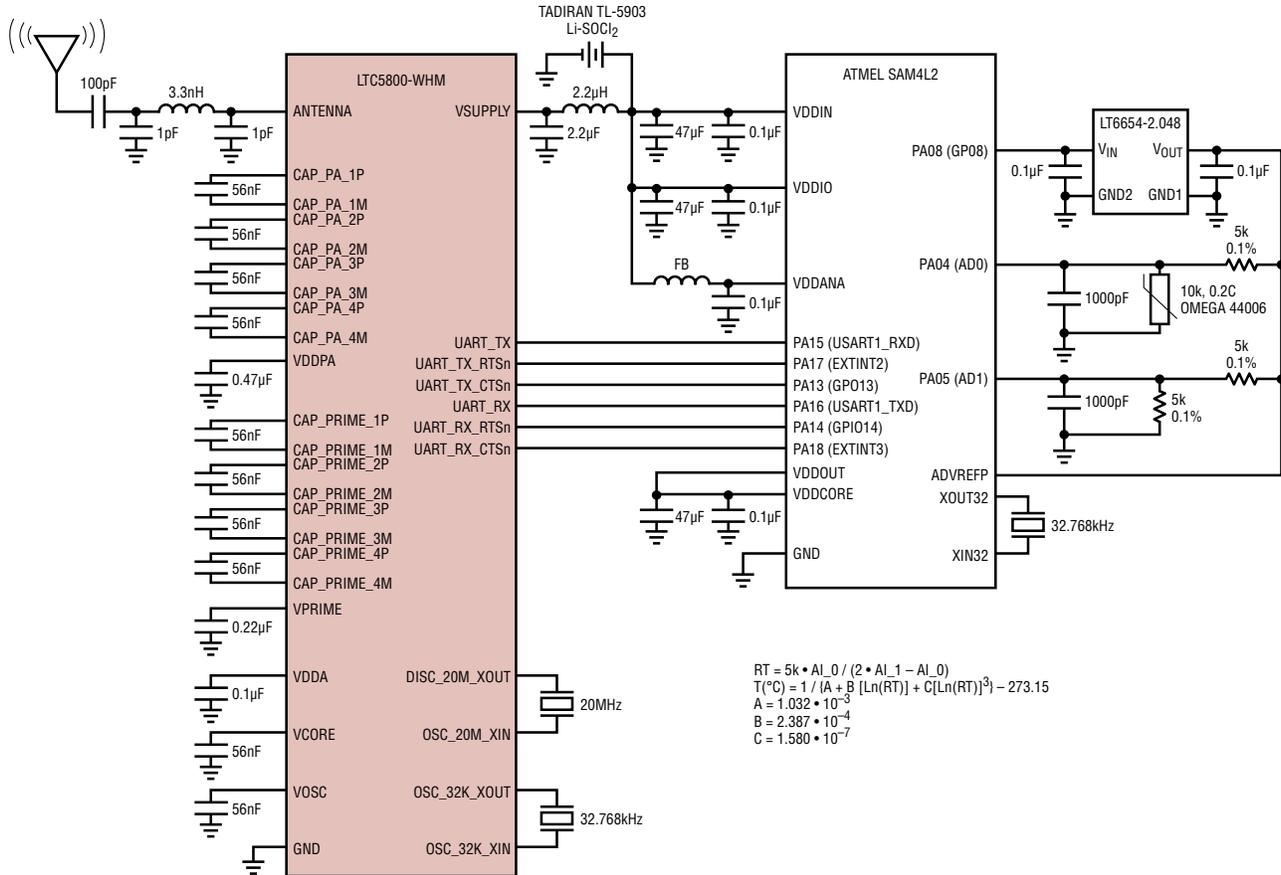 TADIRAN TL-5903
Li-SOCl2
100pF
3.3nH
1pF
1pF
LTC5800-WHM
ANTENNA
VSUPPLY
CAP_PA_1P
56nF
CAP_PA_1M
CAP_PA_2P
56nF
CAP_PA_2M
CAP_PA_3P
56nF
CAP_PA_3M
CAP_PA_4P
56nF
CAP_PA_4M
VDDPA
0.47µF
CAP_PRIME_1P
56nF
CAP_PRIME_1M
CAP_PRIME_2P
56nF
CAP_PRIME_2M
CAP_PRIME_3P
56nF
CAP_PRIME_3M
CAP_PRIME_4P
56nF
CAP_PRIME_4M
VPRIME
0.22µF
VDDA
0.1µF
VCORE
56nF
VOSC
56nF
GND
UART_TX
UART_TX_RTSn
UART_TX_CTSn
UART_RX
UART_RX_RTSn
UART_RX_CTSn
DISC_20M_XOUT
20MHz
OSC_20M_XIN
OSC_32K_XOUT
32.768kHz
OSC_32K_XIN
2.2µH
2.2µF
47µF
0.1µF
47µF
0.1µF
FB
0.1µF
47µF
0.1µF
ATMEL SAM4L2
VDDIN
VDDIO
VDDANA
PA15 (USART1_RXD)
PA17 (EXTINT2)
PA13 (GPO13)
PA16 (USART1_TXD)
PA14 (GPIO14)
PA18 (EXTINT3)
VDDOUT
VDDCORE
GND
PA08 (GP08)
PA04 (AD0)
PA05 (AD1)
ADVREFP
XOUT32
32.768kHz
XIN32
LT6654-2.048
VIN
VOUT
GND2
GND1
0.1µF
0.1µF
5k
0.1%
1000pF
10k, 0.2C
OMEGA 44006
5k
0.1%
1000pF
5k
0.1%
RT = 5k • AI_0 / (2 • AI_1 – AI_0)
T(°C) = 1 / {A + B [Ln(RT)] + C[Ln(RT)]3} – 273.15
A = 1.032 • 10–3
B = 2.387 • 10–4
C = 1.580 • 10–7